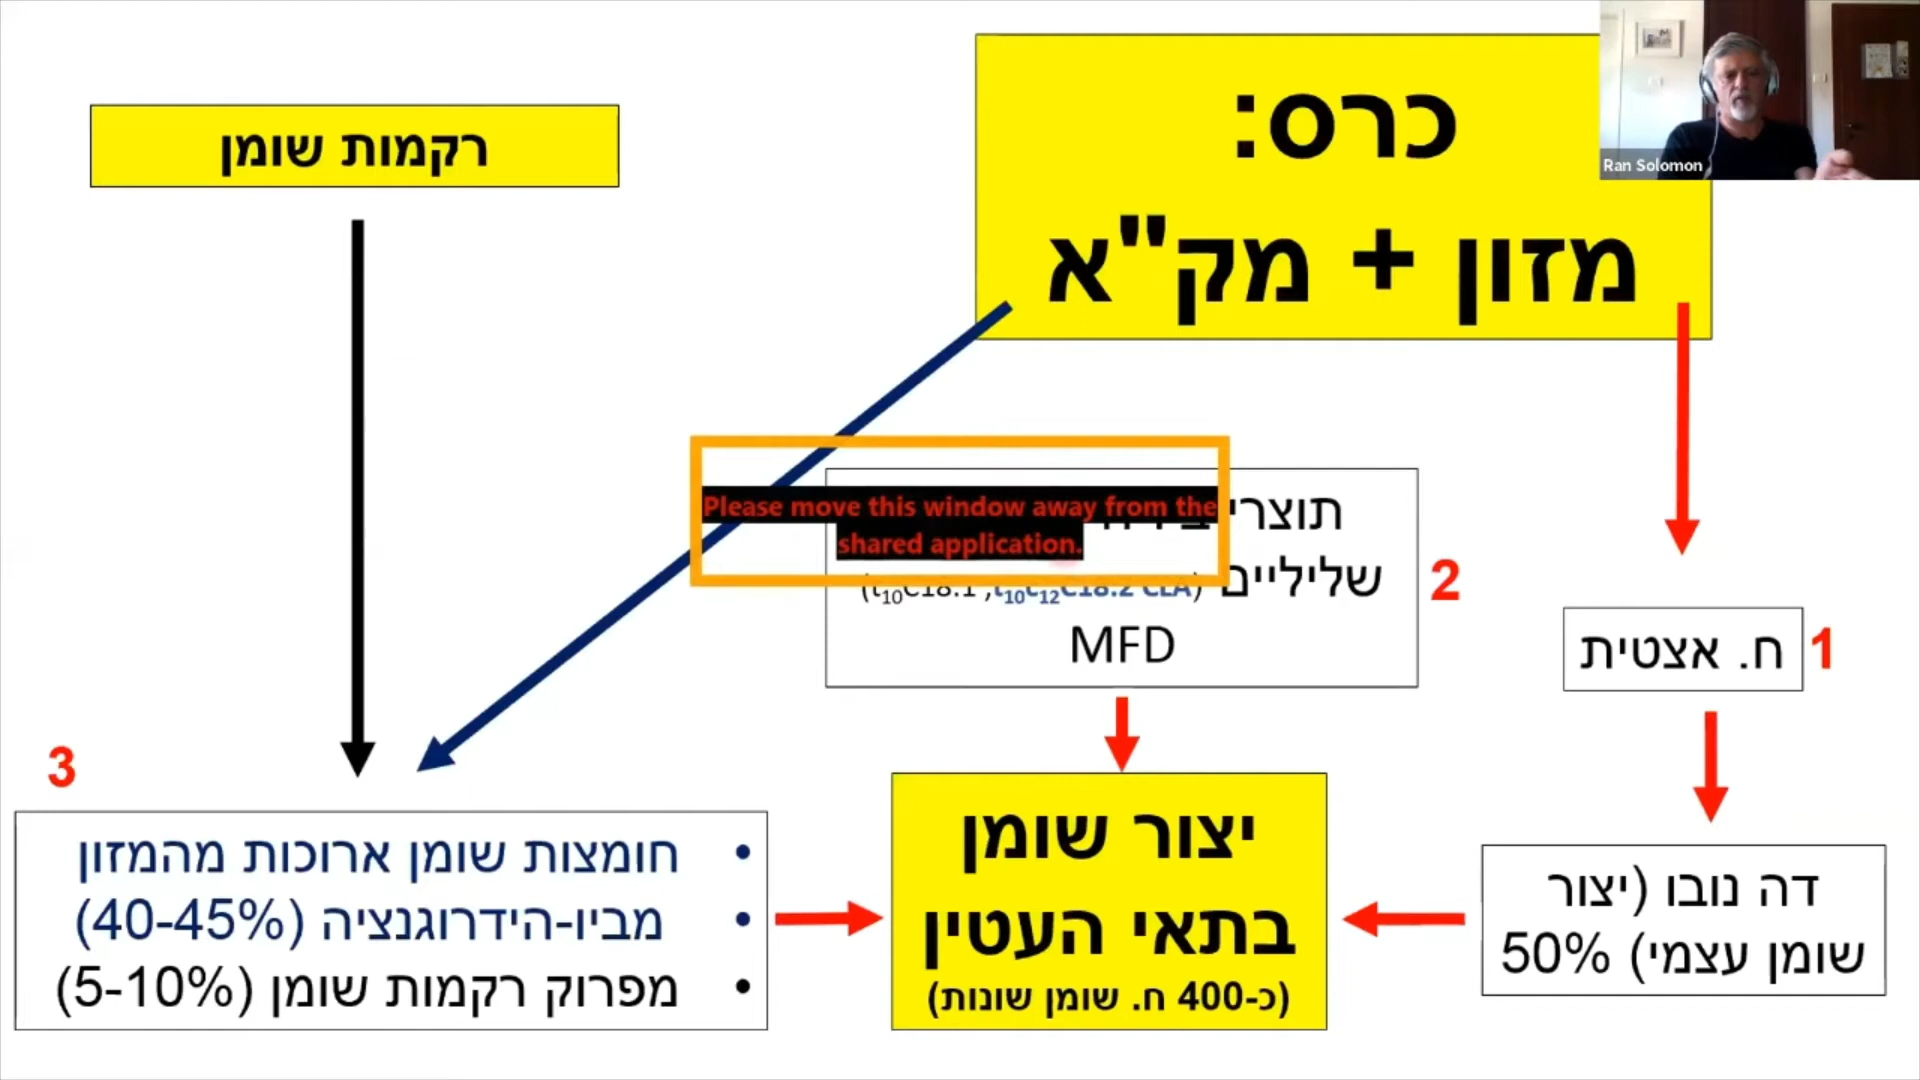 כרס:
מזון + מק"א
Ran Solomon
רקמות שומן
Please move this window away from the
shared application.
תוצרי
שליליים
MFD
2
ח. אצטית
1
3
חומצות שומן ארוכות מהמזון
מביו-הידרוגנציה (40-45%)
מפרוק רקמות שומן (5-10%)
יצור שומן
בתאי העטין
(כ-400 ח. שומן שונות)
דה נובו (יצור
שומן עצמי) 50%